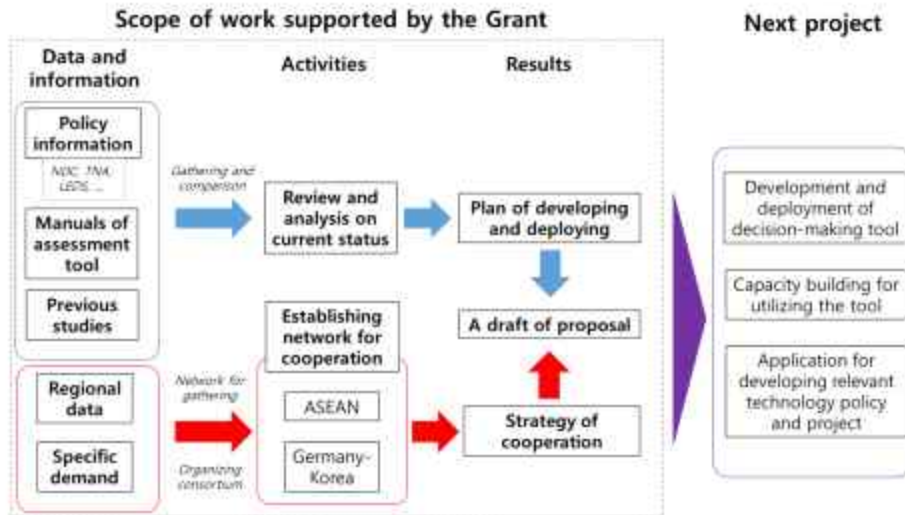 Scope of work supported by the Grant
Next project
Data and
information
Activities
Results
Policy
information
NDC, TNA,
LEDS, ...
Manuals of
assessment
tool
Previous
studies
Gathering and
comparison
Review and
analysis on
current status
Plan of developing
and deploying
A draft of proposal
Establishing
network for
cooperation
ASEAN
Germany-
Korea
Regional
data
Specific
demand
Network for
gathering
Organizing
consortium
Strategy of
cooperation
Development and
deployment of
decision-making tool
Capacity building for
utilizing the tool
Application for
developing relevant
technology policy
and project